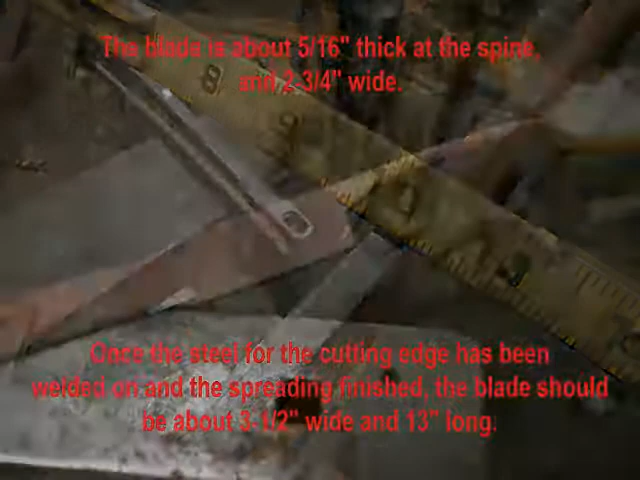 The blade is about 5/16" thick at the spine,
and 2-3/4" wide.
8
Once the steel for the cutting edge has been
welded on and the spreading finished, the blade should
be about 3-1/2" wide and 13" long.